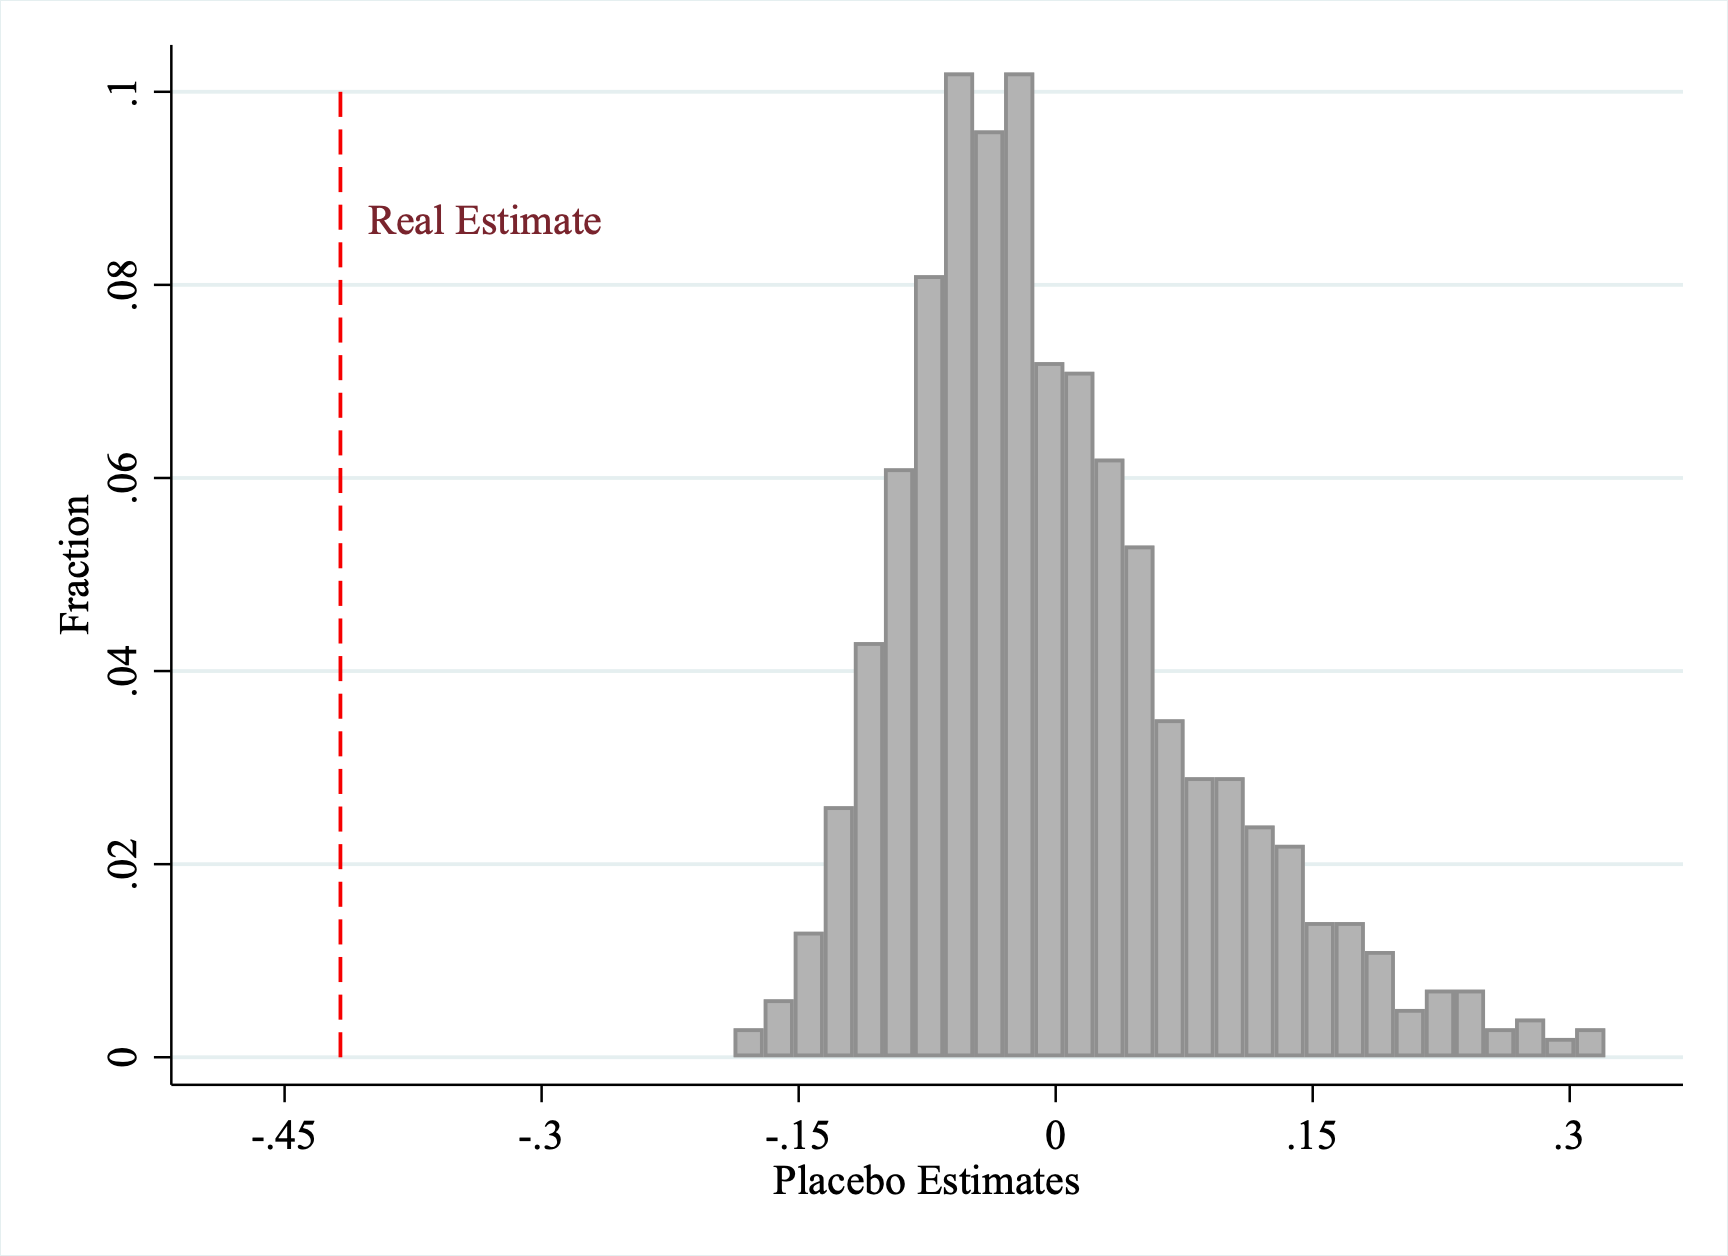 Fraction
.1
.08
.06
.04
.02
0
Real Estimate
-.45 -.3 -.15 0 .15 .3
Placebo Estimates